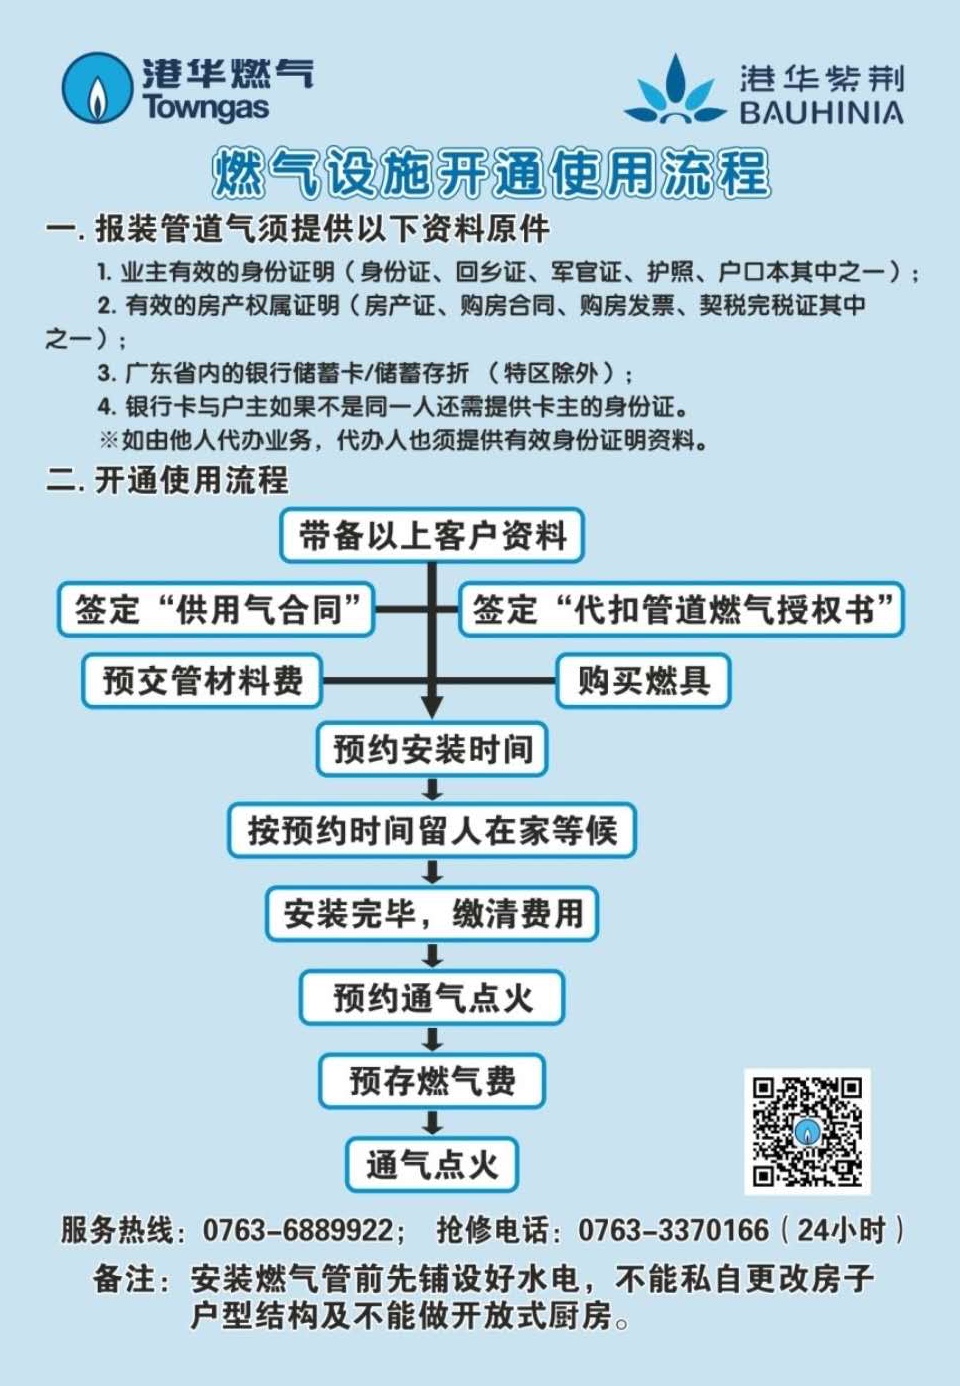 港华燃气
Towngas
港华紫荆
BAUHINIA
燃气设施开通使用流程
一. 报装管道气须提供以下资料原件
1. 业主有效的身份证明（身份证、回乡证、军官证、护照、户口本其中之一）;
2. 有效的房产权属证明（房产证、购房合同、购房发票、契税完税证其中
之一）;
3. 广东省内的银行储蓄卡/储蓄存折 （特区除外）;
4. 银行卡与户主如果不是同一人还需提供卡主的身份证。
※如由他人代办业务，代办人也须提供有效身份证明资料。
二. 开通使用流程
带备以上客户资料
签定“供用气合同”
签定“代扣管道燃气授权书”
预交管材料费
购买燃具
预约安装时间
按预约时间留人在家等候
安装完毕，缴清费用
预约通气点火
预存燃气费
通气点火
服务热线：0763-6889922； 抢修电话：0763-3370166（24小时）
备注：安装燃气管前先铺设好水电，不能私自更改房子
户型结构及不能做开放式厨房。